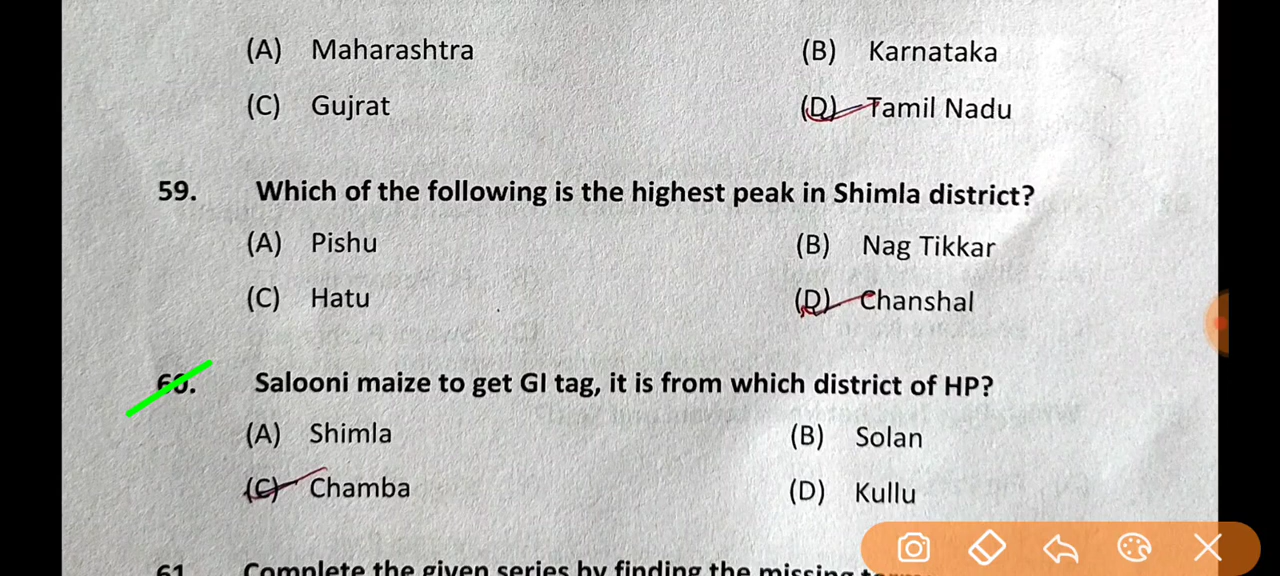 (A) Maharashtra (B) Karnataka
(C) Gujrat (D) Tamil Nadu
59. Which of the following is the highest peak in Shimla district?
(A) Pishu (B) Nag Tikkar
(C) Hatu (D) Chanshal
60. Salooni maize to get GI tag, it is from which district of HP?
(A) Shimla (B) Solan
(C) Chamba (D) Kullu
61. Complete the given series by finding the missing